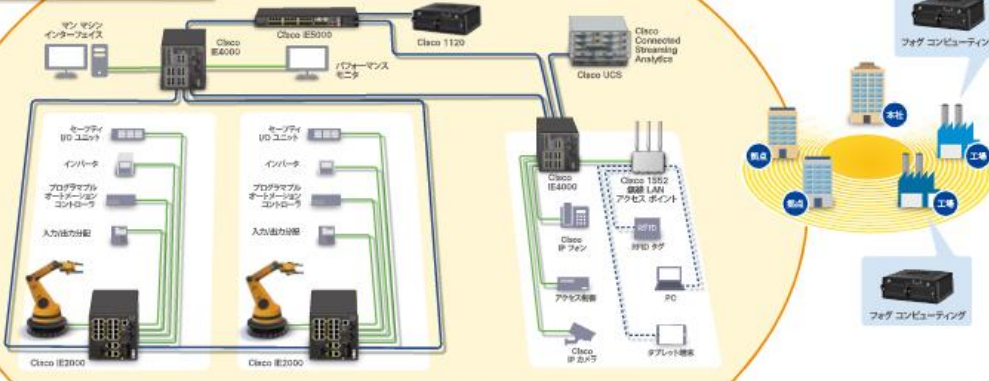 マン マシン
インターフェイス
Cisco
IE4000
Cisco IE5000
Cisco 1120
パフォーマンス
モニタ
Cisco UCS
Cisco
Connected
Streaming
Analytics
セーフティ
I/O ユニット
インバータ
プログラマブル
オートメーション
コントローラ
入力/出力分配
Cisco IE2000
セーフティ
I/O ユニット
インバータ
プログラマブル
オートメーション
コントローラ
入力/出力分配
Cisco IE2000
Cisco
IE4000
Cisco 1552
無線 LAN
アクセス ポイント
Cisco
IP フォン
RFID
RFID タグ
アクセス制御
PC
Cisco
IP カメラ
タブレット端末
フォグ コンピューティン
本社
拠点
工場
拠点
工場
フォグ コンピューティング